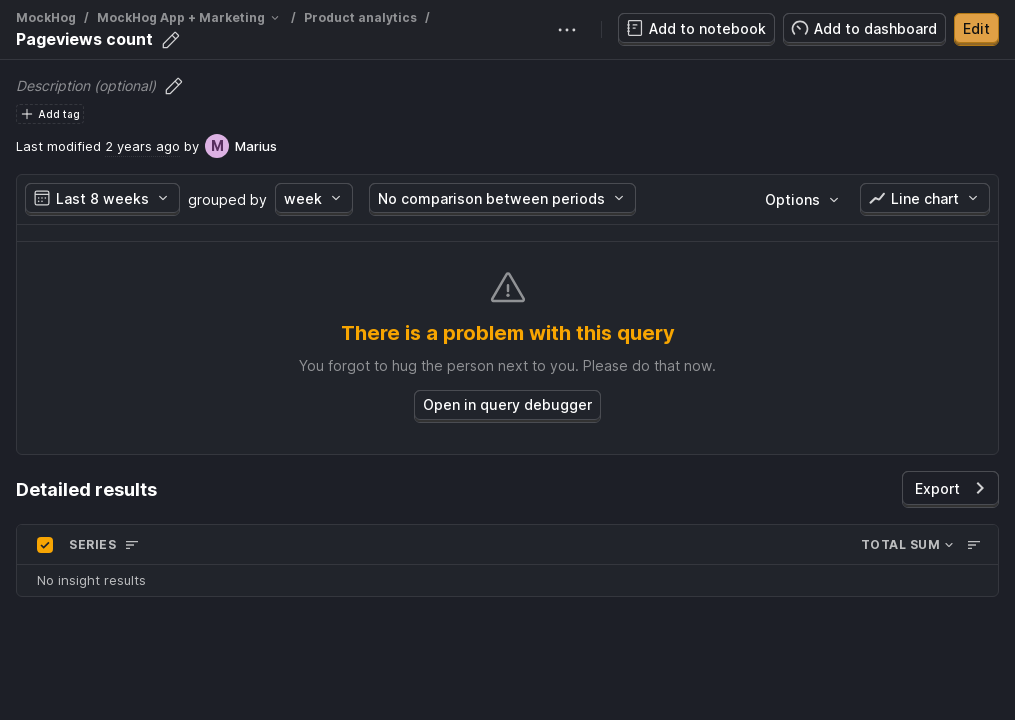 MockHog / MockHog App + Marketing / Product analytics /
Pageviews count
Add to notebook
Add to dashboard
Edit
Description (optional)
Add tag
Last modified 2 years ago by M Marius
Last 8 weeks grouped by week No comparison between periods Options Line chart
There is a problem with this query
You forgot to hug the person next to you. Please do that now.
Open in query debugger
Detailed results
Export
SERIES TOTAL SUM
No insight results